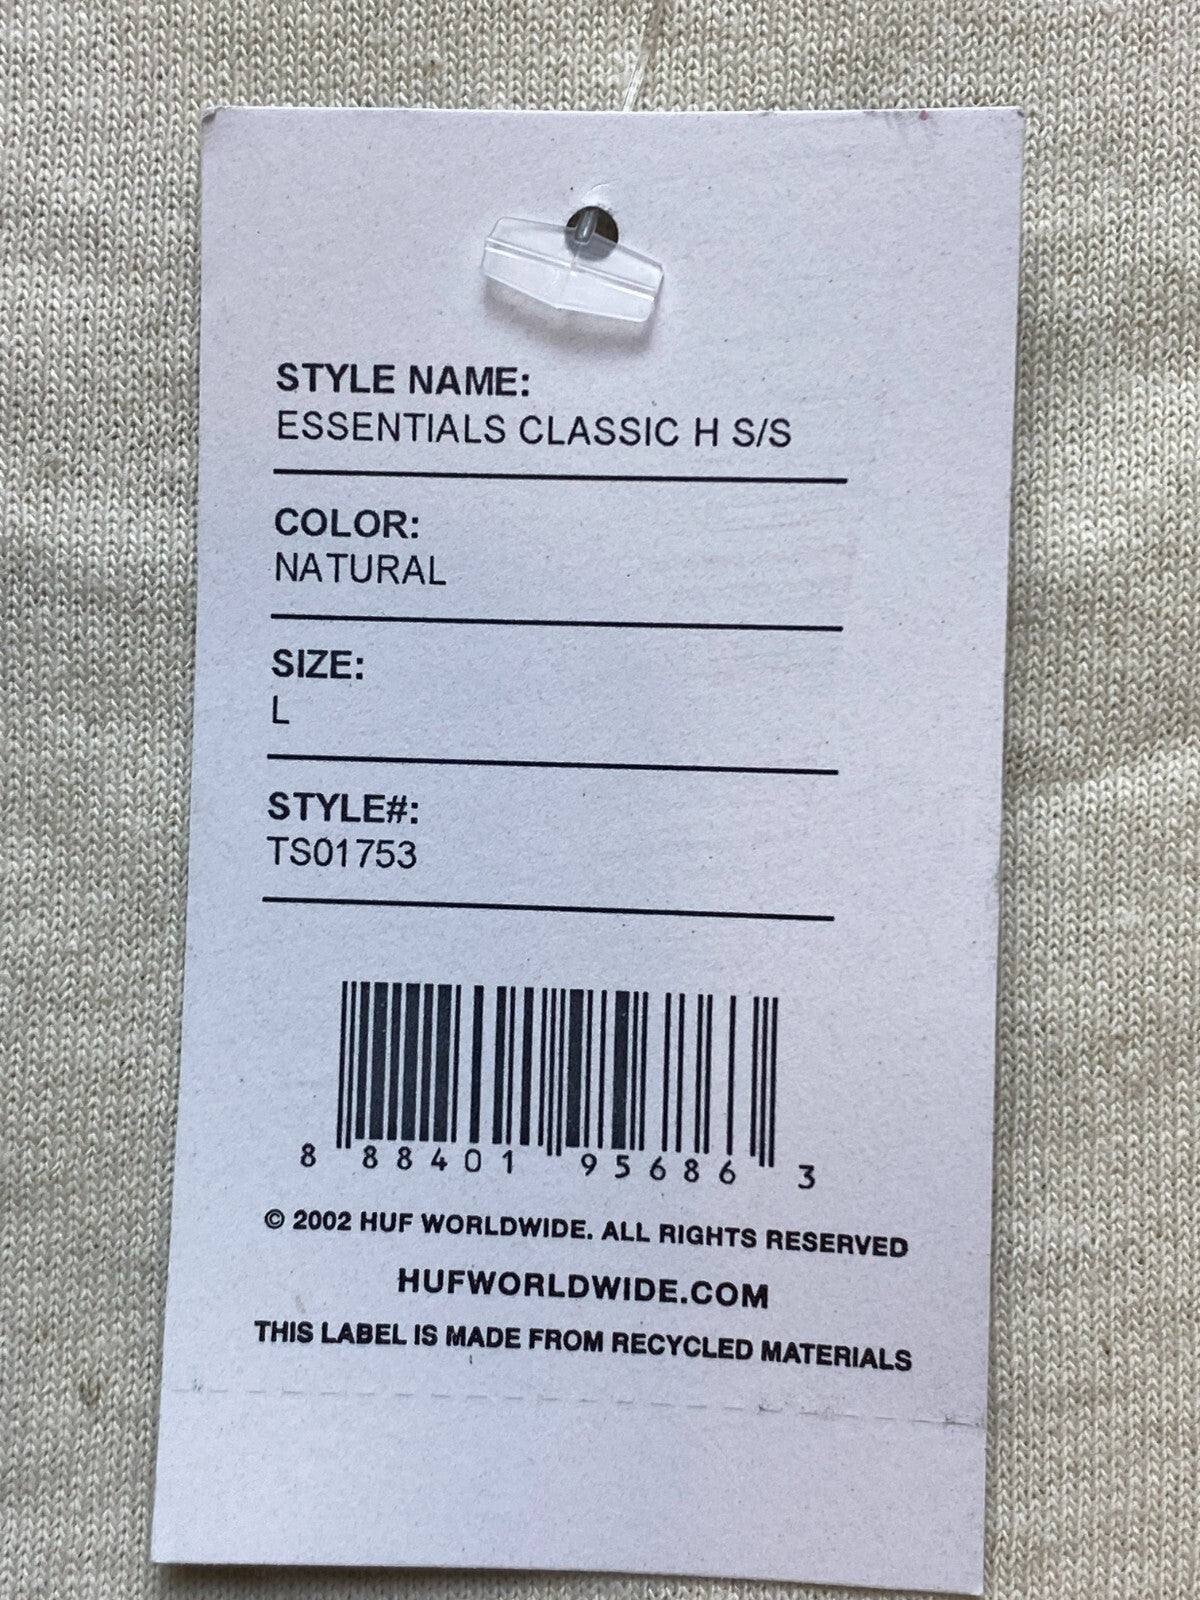 STYLE NAME:
ESSENTIALS CLASSIC H S/S
COLOR:
NATURAL
SIZE:
L
STYLE#:
TS01753
8 88401 95686 3
© 2002 HUF WORLDWIDE. ALL RIGHTS RESERVED
HUFWORLDWIDE.COM
THIS LABEL IS MADE FROM RECYCLED MATERIALS